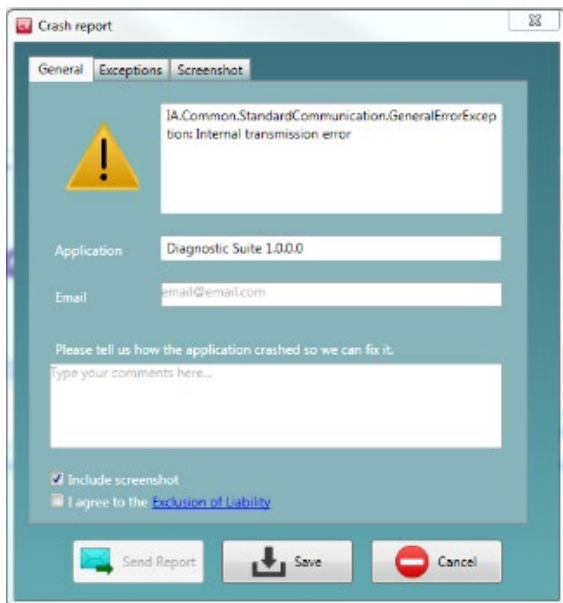 Crash report
General Exceptions Screenshot
IA.Common.StandardCommunication.GeneralErrorExcep
tion: Internal transmission error
Application Diagnostic Suite 1.0.0.0
Email email@email.com
Please tell us how the application crashed so we can fix it.
Type your comments here...
Include screenshot
I agree to the Exclusion of Liability
Send Report Save Cancel